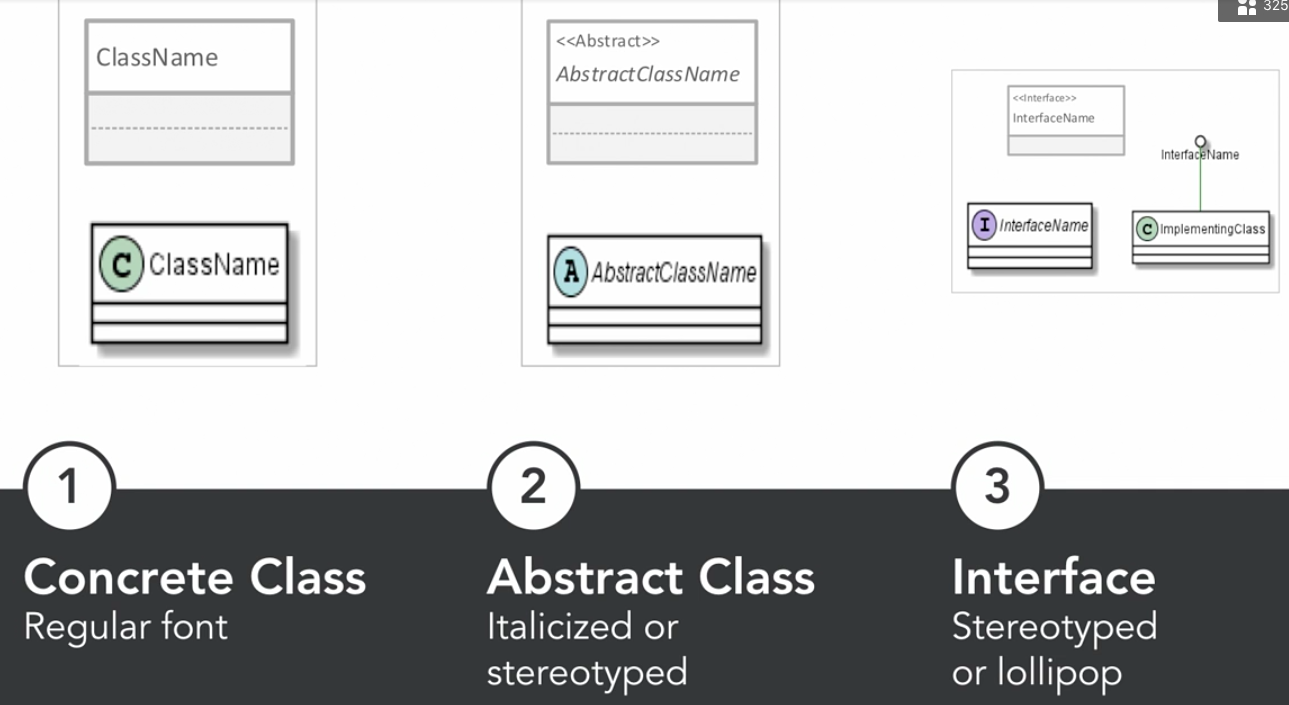 325
ClassName
C ClassName
<<Abstract>>
AbstractClassName
A AbstractClassName
<<Interface>>
InterfaceName
InterfaceName
I InterfaceName
C ImplementingClass
1
Concrete Class
Regular font
2
Abstract Class
Italicized or
stereotyped
3
Interface
Stereotyped
or lollipop